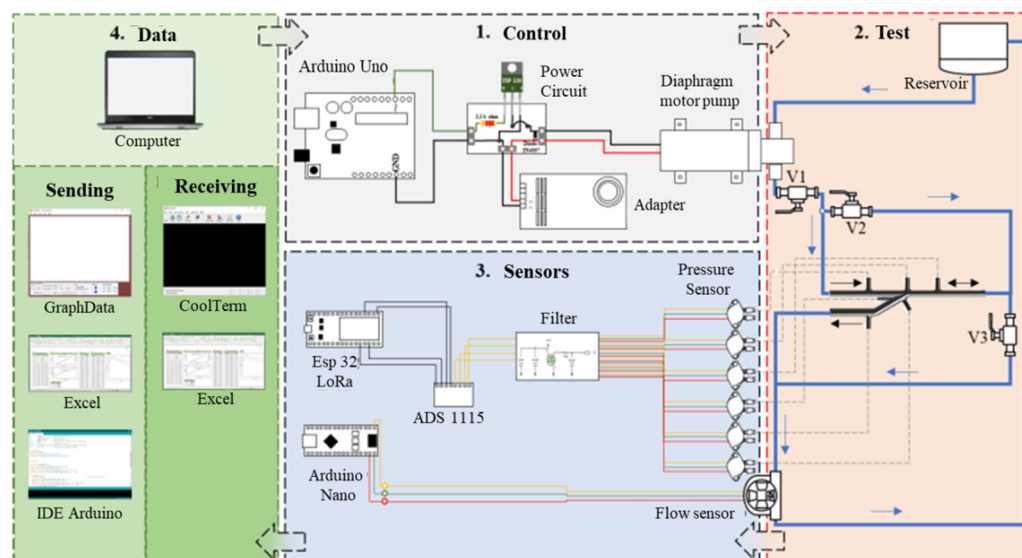 4. Data
Computer
Sending
GraphData
Excel
IDE Arduino
Receiving
CoolTerm
Excel
1. Control
Arduino Uno
GND
Power
Circuit
Diaphragm
motor pump
Adapter
2. Test
Reservoir
V1
V2
V3
3. Sensors
Pressure
Sensor
Filter
Esp 32
LoRa
ADS 1115
Arduino
Nano
Flow sensor